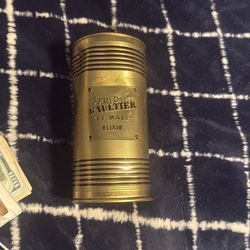 Jean Paul
GAULTIER
"LE MALE"
ELIXIR